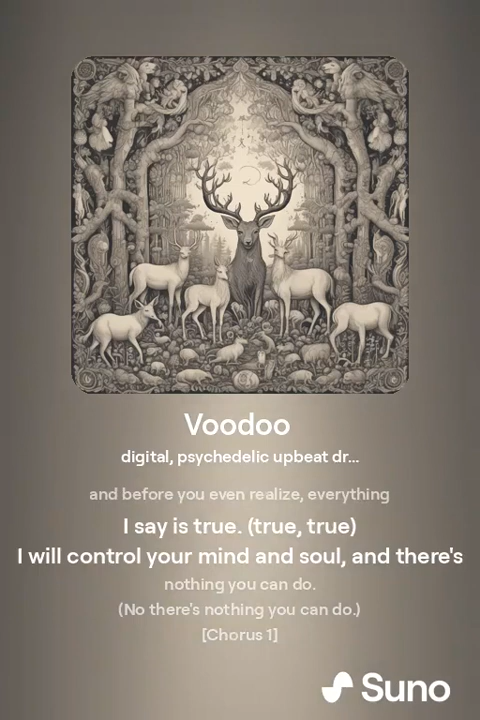 Voodoo
digital, psychedelic upbeat dr...
and before you even realize, everything
I say is true. (true, true)
I will control your mind and soul, and there's
nothing you can do.
(No there's nothing you can do.)
[Chorus 1]
Suno